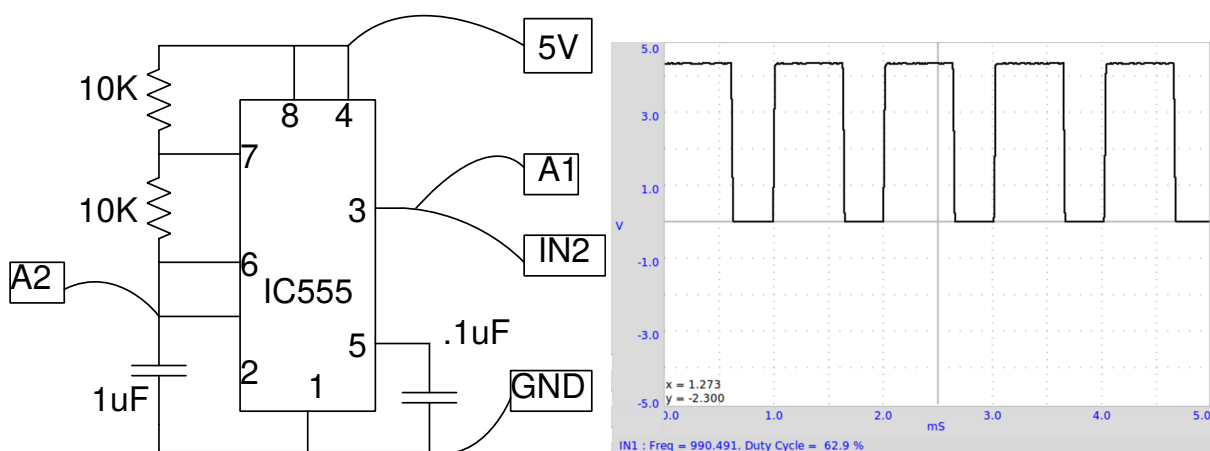 5V
10K
8 4
7
A1
10K
3
6
IN2
A2
IC555
5
.1uF
2
1
1uF
GND
5.0
3.0
1.0
V
-1.0
-3.0
-5.0
x = 1.273
y = -2.300
0.0 1.0 2.0 3.0 4.0 5.0
mS
IN1 : Freq = 990.491. Duty Cycle = 62.9 %